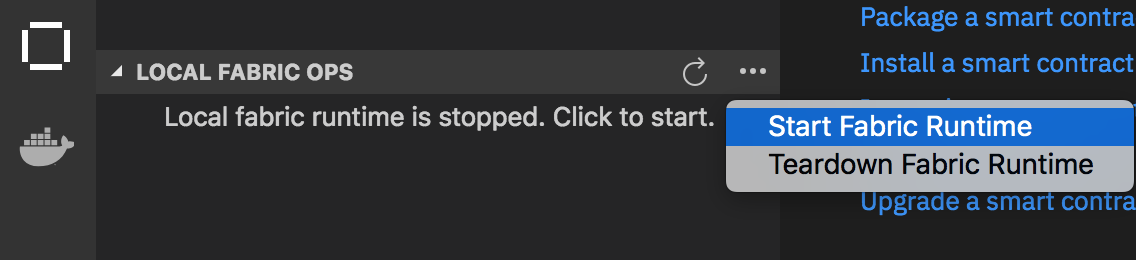 Package a smart contra
Install a smart contract
LOCAL FABRIC OPS
Local fabric runtime is stopped. Click to start.
Start Fabric Runtime
Teardown Fabric Runtime
Upgrade a smart contra